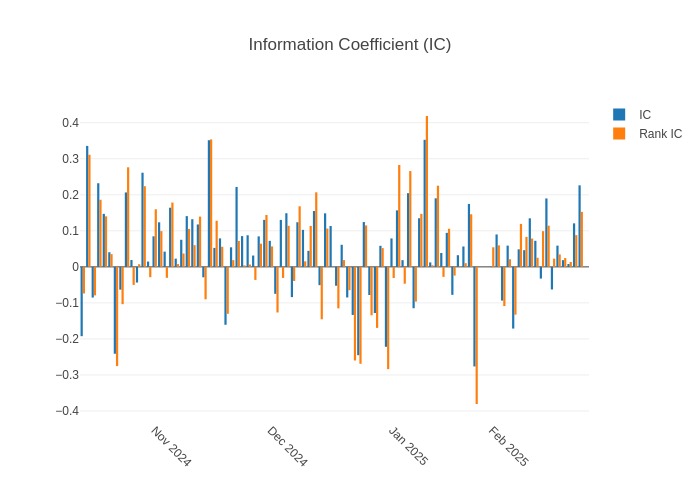 Information Coefficient (IC)
IC
Rank IC
0.4
0.3
0.2
0.1
0
−0.1
−0.2
−0.3
−0.4
Nov 2024
Dec 2024
Jan 2025
Feb 2025